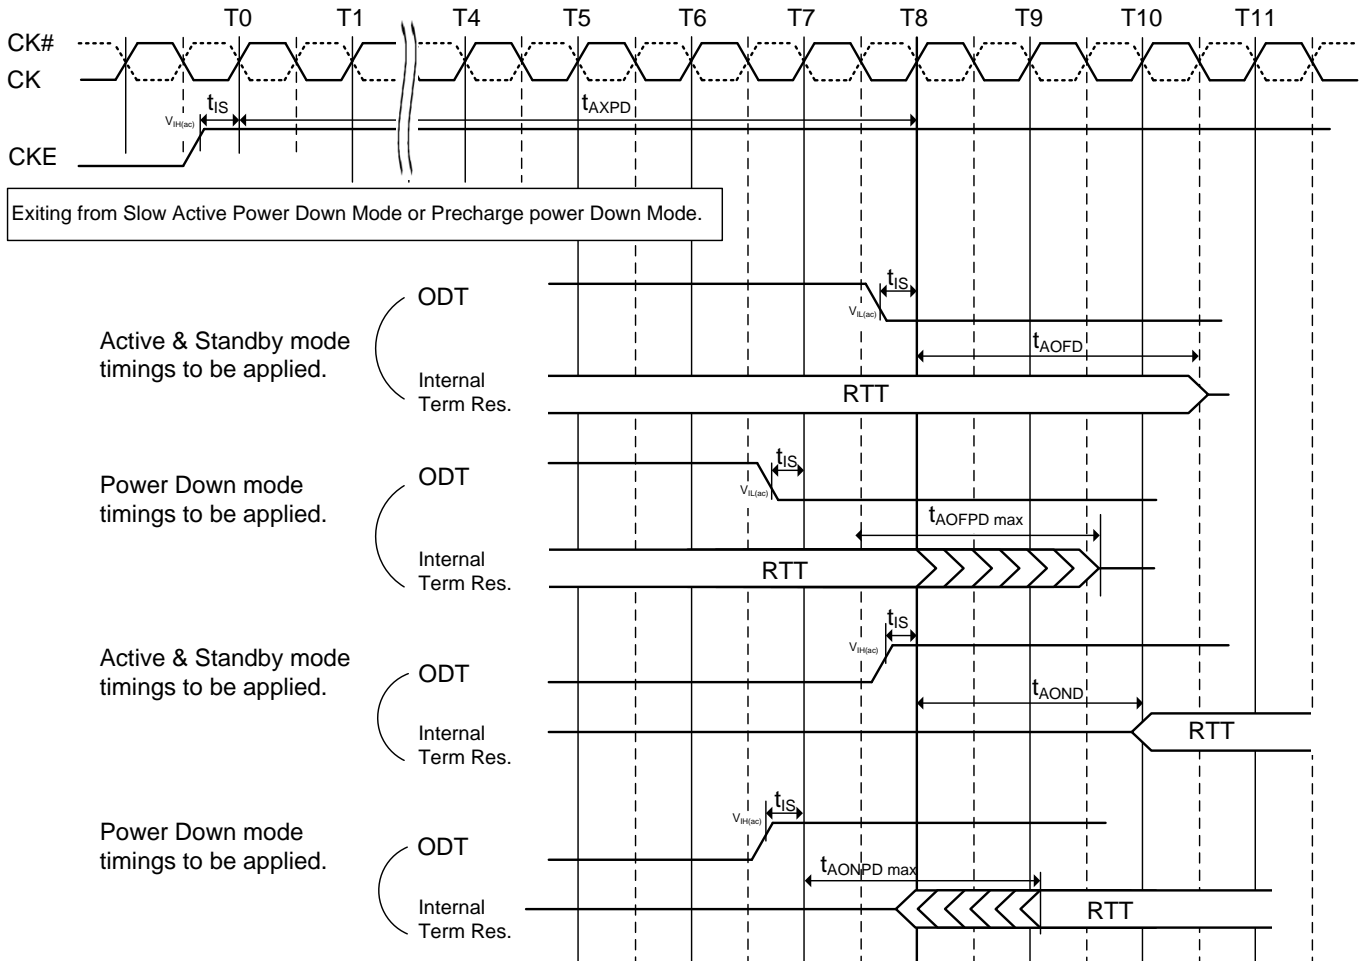 T0 T1 T4 T5 T6 T7 T8 T9 T10 T11
CK#
CK
tIS
tAXPD
VIH(ac)
CKE
Exiting from Slow Active Power Down Mode or Precharge power Down Mode.
ODT
tIS
VIL(ac)
Active & Standby mode
timings to be applied.
tAOFD
Internal
Term Res.
RTT
ODT
tIS
VIL(ac)
Power Down mode
timings to be applied.
tAOFPD max
Internal
Term Res.
RTT
tIS
VIH(ac)
Active & Standby mode
timings to be applied.
ODT
tAOND
Internal
Term Res.
RTT
tIS
VIH(ac)
Power Down mode
timings to be applied.
ODT
tAONPD max
Internal
Term Res.
RTT